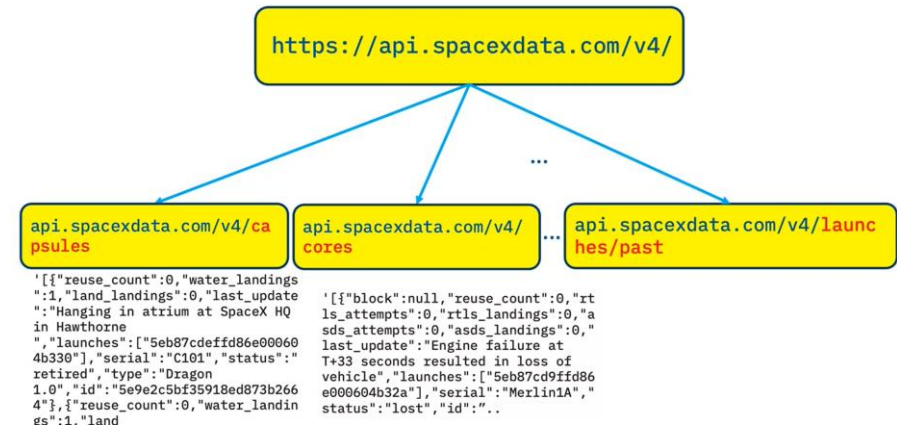 https://api.spacexdata.com/v4/
...
api.spacexdata.com/v4/ca
psules
api.spacexdata.com/v4/
cores
...
api.spacexdata.com/v4/launc
hes/past
'[{"reuse_count":0,"water_landings
":1,"land_landings":0,"last_update
":"Hanging in atrium at SpaceX HQ
in Hawthorne
","launches":["5eb87cdeffd86e00060
4b330"],"serial":"C101","status":"
retired","type":"Dragon
1.0","id":"5e9e2c5bf35918ed873b266
4"},{"reuse_count":0,"water_landin
gs":1,"land
'[{"block":null,"reuse_count":0,"rt
ls_attempts":0,"rtls_landings":0,"a
sds_attempts":0,"asds_landings":0,"
last_update":"Engine failure at
T+33 seconds resulted in loss of
vehicle","launches":["5eb87cd9ffd86
e000604b32a"],"serial":"Merlin1A","
status":"lost","id":”..